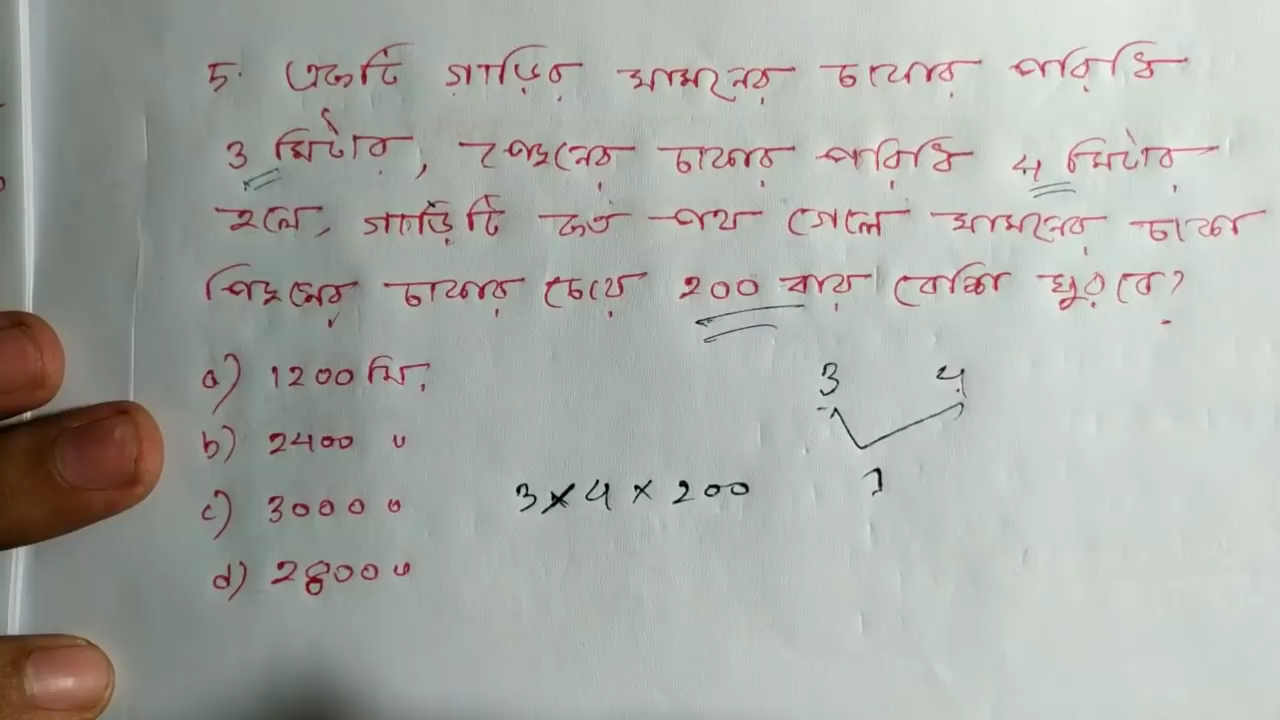 5. একটি গাড়ির সামনের চাকার পরিধি
3 মিটার, পেছনের চাকার পরিধি 4 মিটার
হলে, গাড়িটি কত পথ গেলে সামনের চাকা
পিছনের চাকার চেয়ে 200 বার বেশি ঘুরবে?
a) 1200 মি.
b) 2400 "
c) 3000 "
d) 2800 "
3 4
1
3 x 4 x 200